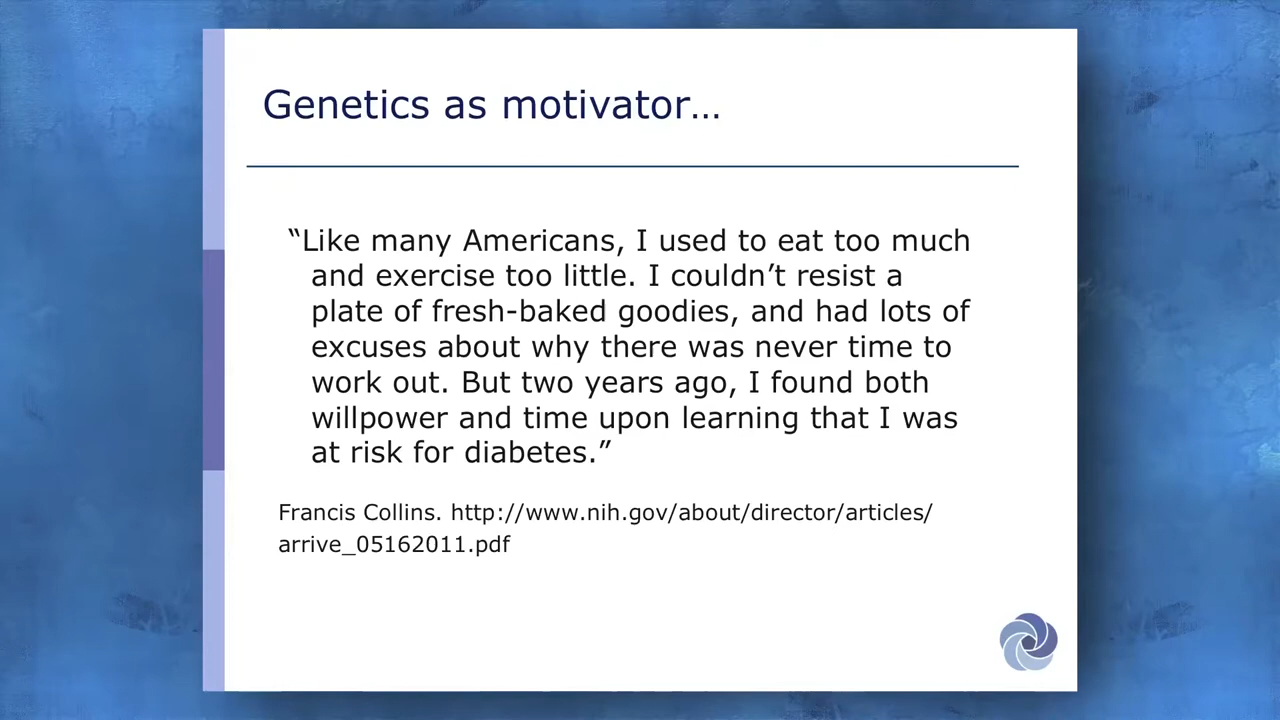 Genetics as motivator…
“Like many Americans, I used to eat too much
and exercise too little. I couldn’t resist a
plate of fresh-baked goodies, and had lots of
excuses about why there was never time to
work out. But two years ago, I found both
willpower and time upon learning that I was
at risk for diabetes.”
Francis Collins. http://www.nih.gov/about/director/articles/
arrive_05162011.pdf